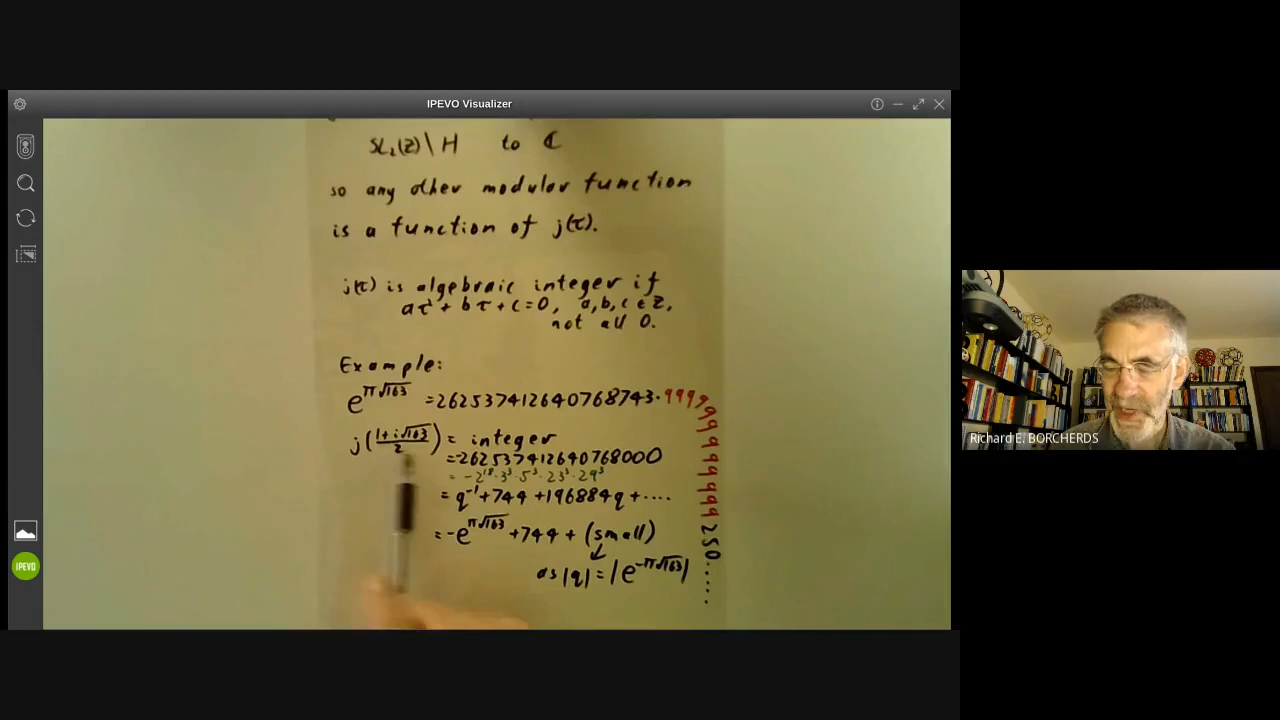 IPEVO Visualizer
SL₂(Z)\H to ℂ
so any other modular function
is a function of j(τ).
j(τ) is algebraic integer if
aτ² + bτ + c = 0, a, b, c ∈ Z,
not all 0.
Example:
e^{π√163} = 262537412640768743.999999999999250.....
j((1+i√163)/2) = integer
= -262537412640768000
= -2¹⁸·3³·5³·23³·29³
= q⁻¹ + 744 + 196884q + ....
= -e^{π√163} + 744 + (small)
as |q| = |e^{-π√163}|
IPEVO
Richard E. BORCHERDS